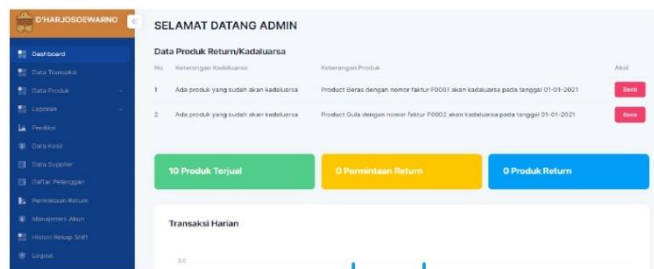 D'HARJOSOEWARNO
SELAMAT DATANG ADMIN
Dashboard
Data Transaksi
Data Produk
Laporan
Prediksi
Data Kasir
Data Supplier
Daftar Pelanggan
Permintaan Return
Manajemen Akun
Histori Rekap Shift
Logout
Data Produk Return/Kadaluarsa
No Keterangan Kadaluarsa Keterangan Produk Aksi
1 Ada produk yang sudah akan kadaluarsa Product Beras dengan nomor faktur F0001 akan kadaluarsa pada tanggal 01-01-2021 Baca
2 Ada produk yang sudah akan kadaluarsa Product Gula dengan nomor faktur F0002 akan kadaluarsa pada tanggal 01-01-2021 Baca
10 Produk Terjual
0 Permintaan Return
0 Produk Return
Transaksi Harian
3.0